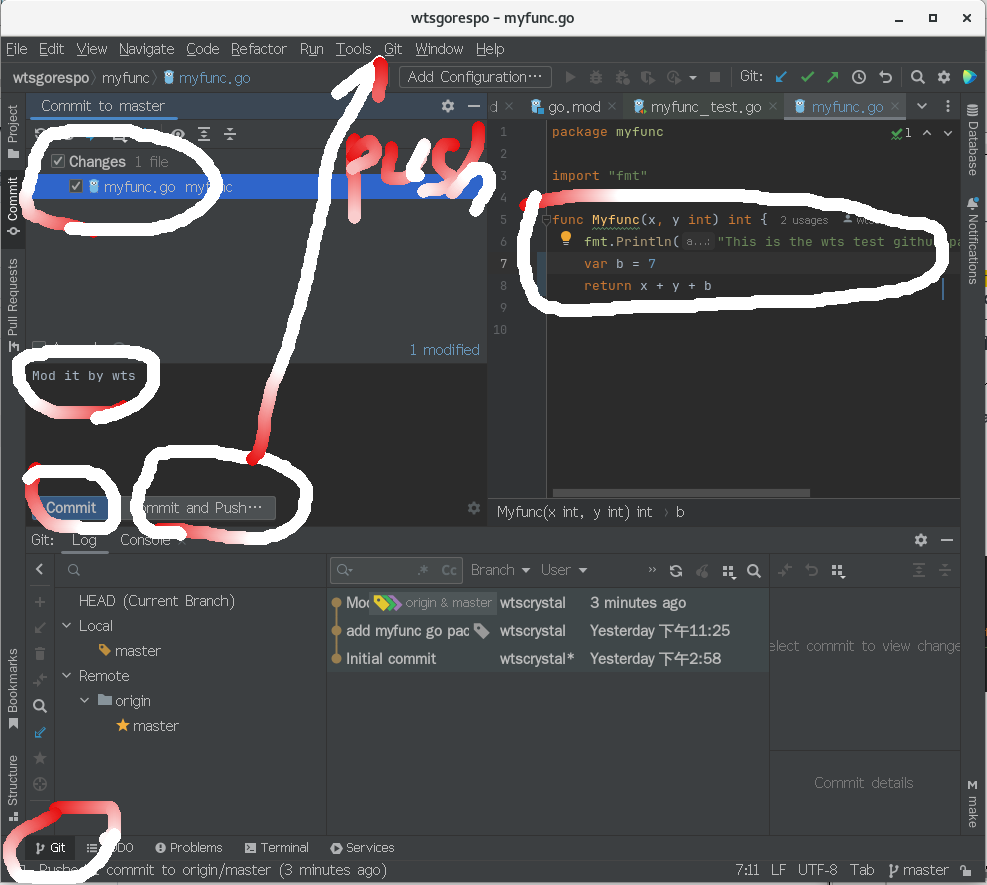 wtsgorespo – myfunc.go
File Edit View Navigate Code Refactor Run Tools Git Window Help
wtsgorespo myfunc myfunc.go Add Configuration... Git:
Commit to master
d go.mod myfunc_test.go myfunc.go
Project
Commit
Pull Requests
Bookmarks
Structure
Changes 1 file
myfunc.go
push
1 modified
Mod it by wts
Commit and Push...
Commit
1 package myfunc 1
2
3 import "fmt"
4
5 func Myfunc(x, y int) int { 2 usages
6 fmt.Println( a...: "This is the wts test github
7 var b = 7
8 return x + y + b
9
10
Myfunc(x int, y int) int b
Database
Notifications
make
Git: Log Console
Cc Branch User
HEAD (Current Branch)
Local
master
Remote
origin
master
origin & master wtscrystal 3 minutes ago
add myfunc go pac wtscrystal Yesterday 下午11:25
Initial commit wtscrystal* Yesterday 下午2:58
elect commit to view change
Commit details
Git Problems Terminal Services
Pushed 1 commit to origin/master (3 minutes ago) 7:11 LF UTF-8 Tab master